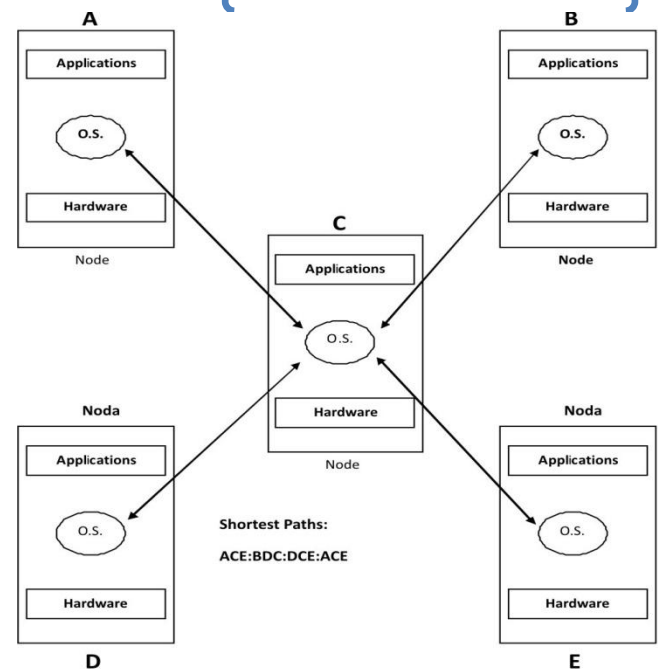 A
Applications
O.S.
Hardware
Node
B
Applications
O.S.
Hardware
Node
C
Applications
O.S.
Hardware
Node
Noda
Applications
O.S.
Hardware
D
Shortest Paths:
ACE:BDC:DCE:ACE
Noda
Applications
O.S.
Hardware
E